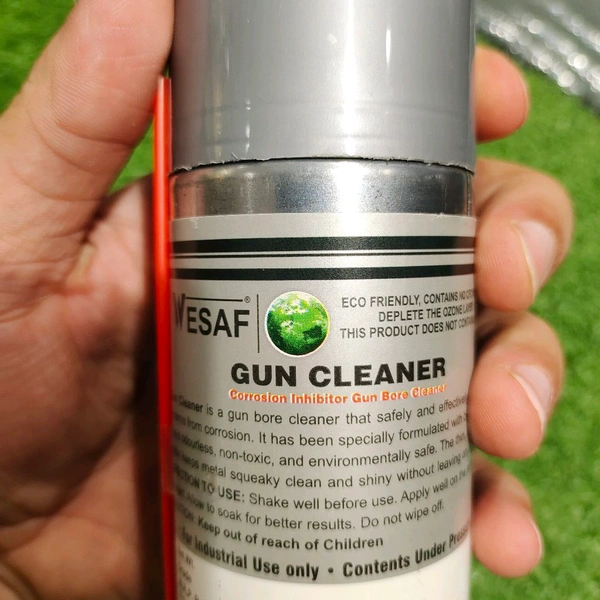 WESAF®
ECO FRIENDLY, CONTAINS NO
DEPLETE THE OZONE LAYER
THIS PRODUCT DOES NOT
GUN CLEANER
Corrosion Inhibitor Gun Bore Cleaner
Cleaner is a gun bore cleaner that safely and
from corrosion. It has been specially formulated with
odourless, non-toxic, and environmentally safe. The
keeps metal squeaky clean and shiny without leaving
TO USE: Shake well before use. Apply well on
to soak for better results. Do not wipe off.
Keep out of reach of Children
For Industrial Use only • Contents Under